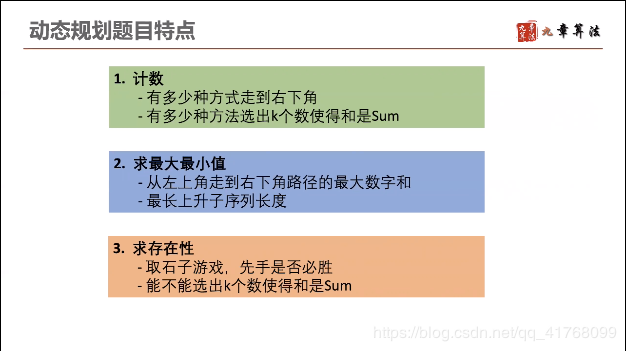 动态规划题目特点
九章算法
1. 计数
- 有多少种方式走到右下角
- 有多少种方法选出k个数使得和是Sum
2. 求最大最小值
- 从左上角走到右下角路径的最大数字和
- 最长上升子序列长度
3. 求存在性
- 取石子游戏，先手是否必胜
- 能不能选出k个数使得和是Sum
https://blog.csdn.net/qq_41768099